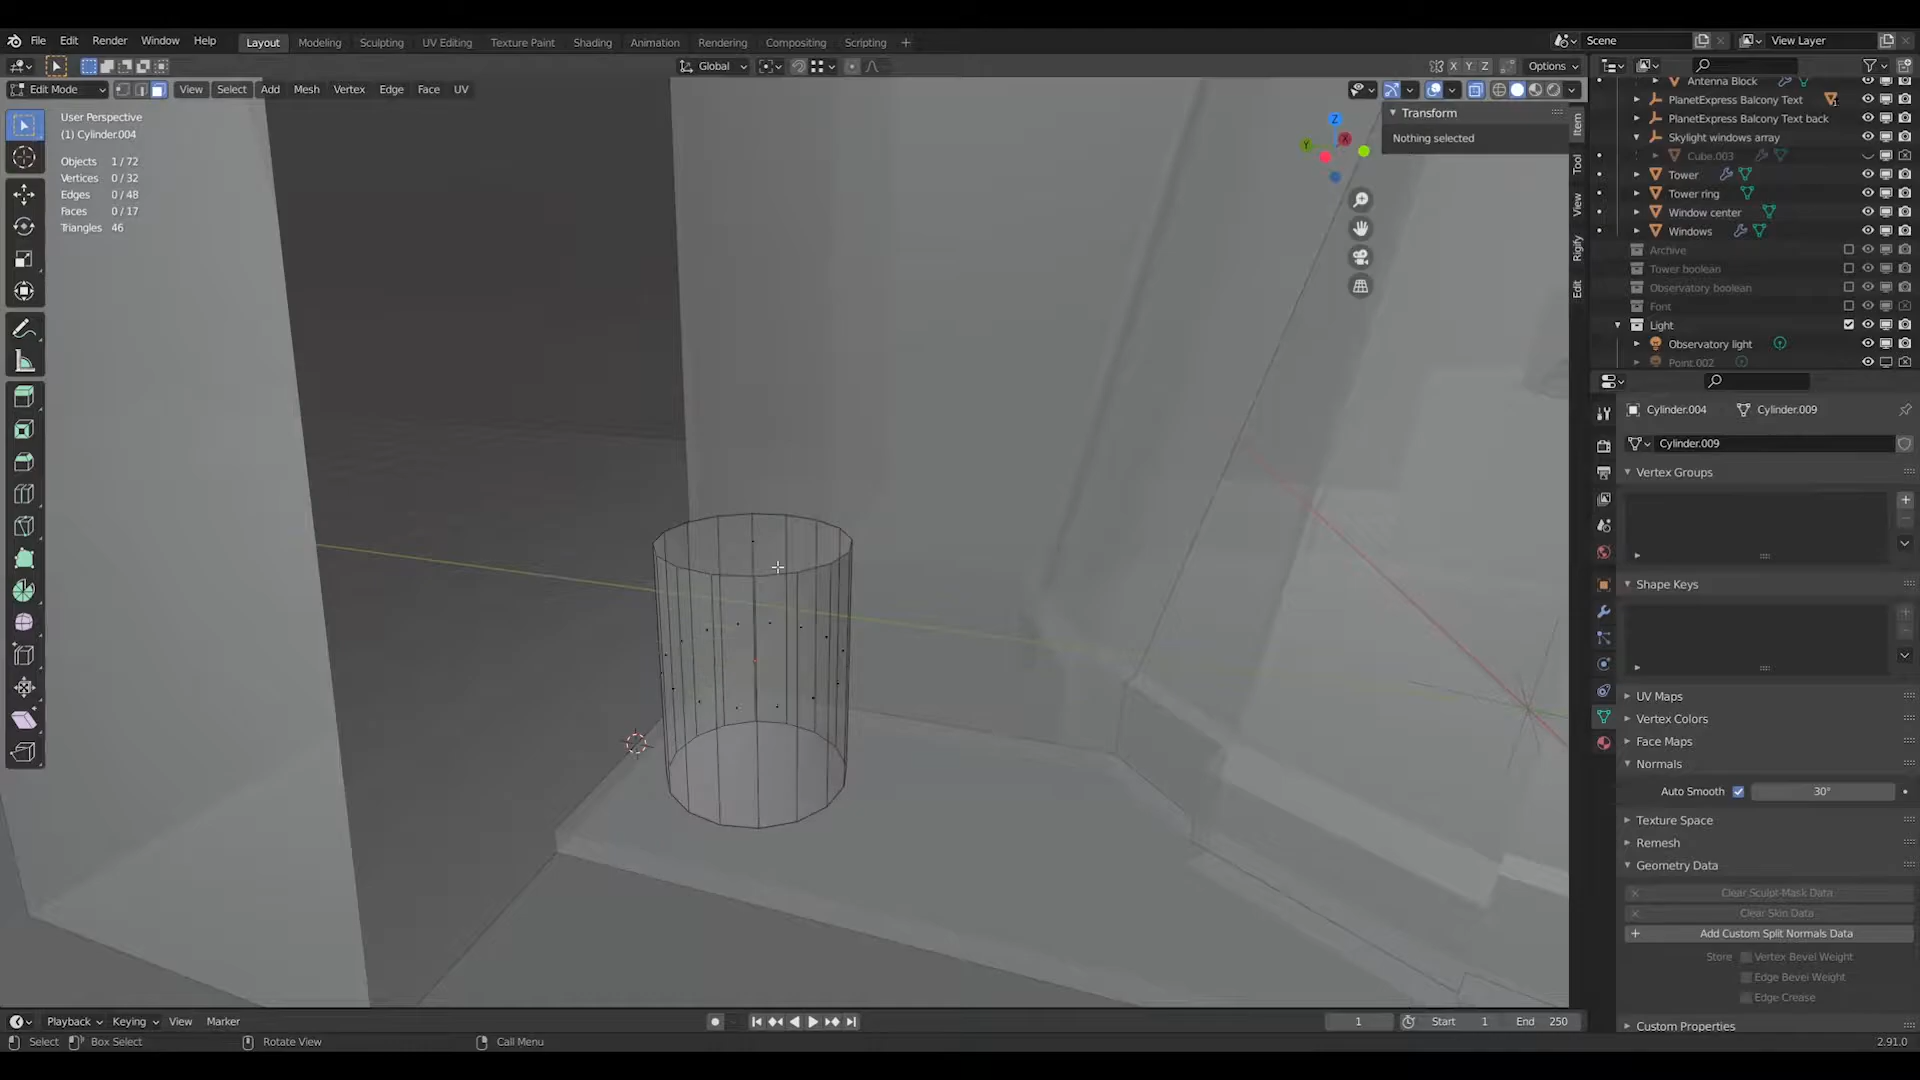 File Edit Render Window Help Layout Modeling Sculpting UV Editing Texture Paint Shading Animation Rendering Compositing Scripting + Scene View Layer
Global X Y Z Options
Edit Mode View Select Add Mesh Vertex Edge Face UV
User Perspective
(1) Cylinder.004
Objects 1 / 72
Vertices 0 / 32
Edges 0 / 48
Faces 0 / 17
Triangles 46
Z
Y
X
Transform
Nothing selected
Item
Tool
View
Rigify
Edit
Antenna Block
PlanetExpress Balcony Text
PlanetExpress Balcony Text back
Skylight windows array
Cube.003
Tower
Tower ring
Window center
Windows
Archive
Tower boolean
Observatory boolean
Font
Light
Observatory light
Point.002
Cylinder.004 Cylinder.009
Cylinder.009
Vertex Groups
Shape Keys
UV Maps
Vertex Colors
Face Maps
Normals
Auto Smooth 30°
Texture Space
Remesh
Geometry Data
Clear Sculpt-Mask Data
Clear Skin Data
Add Custom Split Normals Data
Store Vertex Bevel Weight
Edge Bevel Weight
Edge Crease
Custom Properties
Playback Keying View Marker 1 Start 1 End 250
Select Box Select Rotate View Call Menu 2.91.0